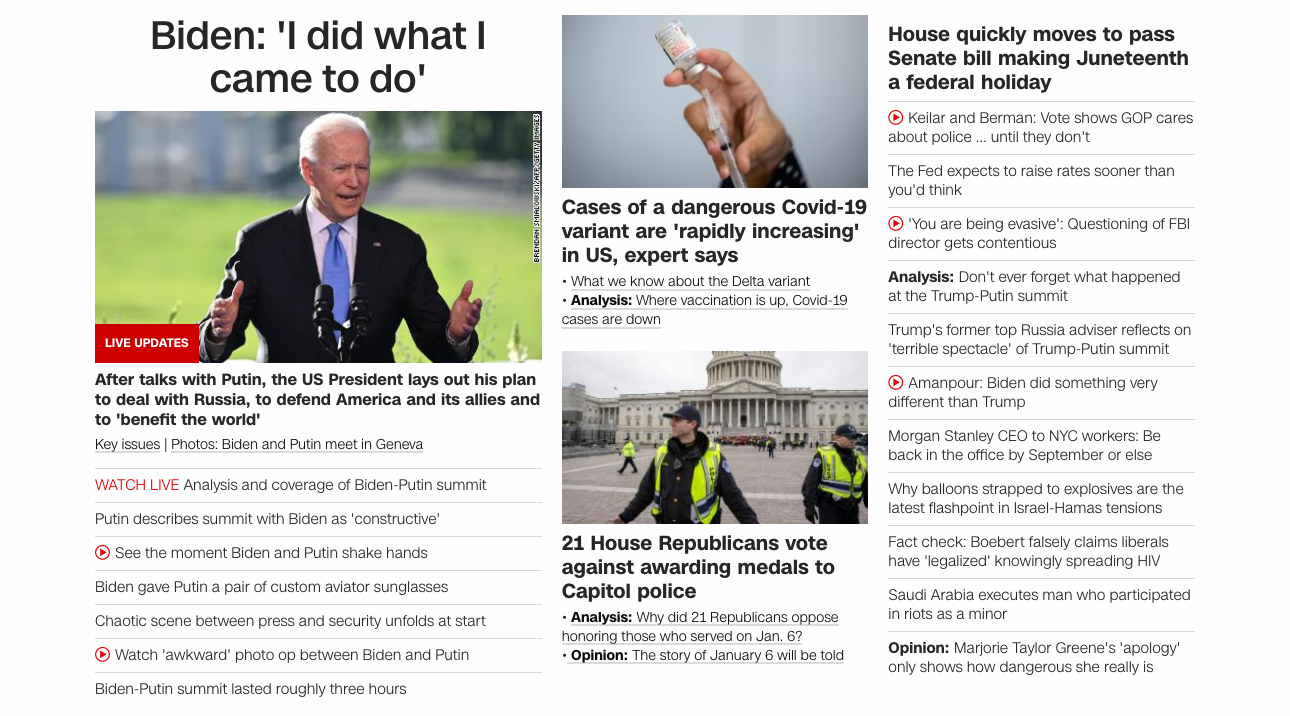 Biden: 'I did what I
came to do'
BRENDAN SMIALOWSKI/AFP/GETTY IMAGES
LIVE UPDATES
After talks with Putin, the US President lays out his plan
to deal with Russia, to defend America and its allies and
to 'benefit the world'
Key issues | Photos: Biden and Putin meet in Geneva
WATCH LIVE Analysis and coverage of Biden-Putin summit
Putin describes summit with Biden as 'constructive'
See the moment Biden and Putin shake hands
Biden gave Putin a pair of custom aviator sunglasses
Chaotic scene between press and security unfolds at start
Watch 'awkward' photo op between Biden and Putin
Biden-Putin summit lasted roughly three hours
Cases of a dangerous Covid-19
variant are 'rapidly increasing'
in US, expert says
• What we know about the Delta variant
• Analysis: Where vaccination is up, Covid-19
cases are down
21 House Republicans vote
against awarding medals to
Capitol police
• Analysis: Why did 21 Republicans oppose
honoring those who served on Jan. 6?
• Opinion: The story of January 6 will be told
House quickly moves to pass
Senate bill making Juneteenth
a federal holiday
Keilar and Berman: Vote shows GOP cares
about police ... until they don't
The Fed expects to raise rates sooner than
you'd think
'You are being evasive': Questioning of FBI
director gets contentious
Analysis: Don't ever forget what happened
at the Trump-Putin summit
Trump's former top Russia adviser reflects on
'terrible spectacle' of Trump-Putin summit
Amanpour: Biden did something very
different than Trump
Morgan Stanley CEO to NYC workers: Be
back in the office by September or else
Why balloons strapped to explosives are the
latest flashpoint in Israel-Hamas tensions
Fact check: Boebert falsely claims liberals
have 'legalized' knowingly spreading HIV
Saudi Arabia executes man who participated
in riots as a minor
Opinion: Marjorie Taylor Greene's 'apology'
only shows how dangerous she really is